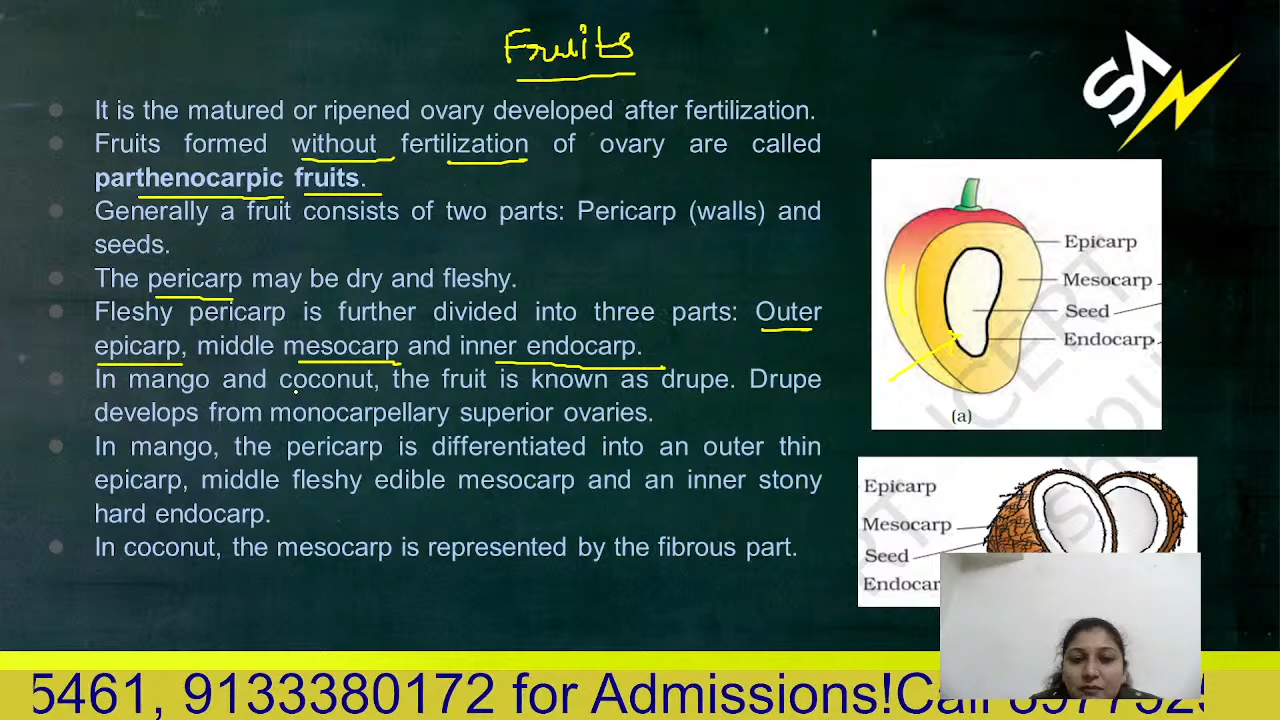 Fruits
It is the matured or ripened ovary developed after fertilization.
Fruits formed without fertilization of ovary are called
parthenocarpic fruits.
Generally a fruit consists of two parts: Pericarp (walls) and
seeds.
The pericarp may be dry and fleshy.
Fleshy pericarp is further divided into three parts: Outer
epicarp, middle mesocarp and inner endocarp.
In mango and coconut, the fruit is known as drupe. Drupe
develops from monocarpellary superior ovaries.
In mango, the pericarp is differentiated into an outer thin
epicarp, middle fleshy edible mesocarp and an inner stony
hard endocarp.
In coconut, the mesocarp is represented by the fibrous part.
SAN
Epicarp
Mesocarp
Seed
Endocarp
(a)
Epicarp
Mesocarp
Seed
Endocar
5461, 9133380172 for Admissions!Call